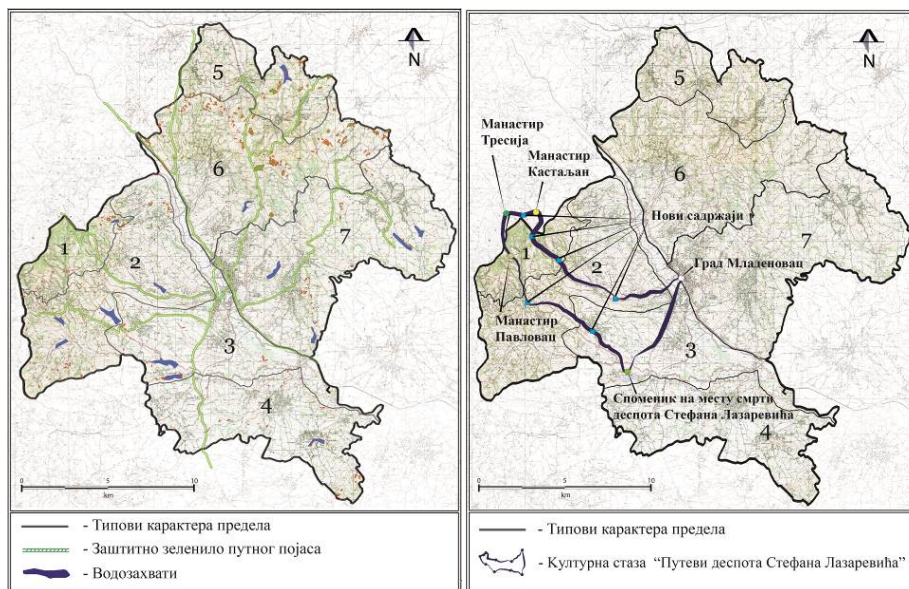 N
5
6
1
2
7
3
4
0
5
10
km
- Типови карактера предела
- Заштитно зеленило путног појаса
- Водозахвати
N
5
Манастир
Тресија
Манастир
Кастаљан
6
Нови садржаји
7
1
2
Град Младеновац
Манастир
Павловац
3
Споменик на месту смрти
деспота Стефана Лазаревића
4
0
5
10
km
- Типови карактера предела
- Културна стаза “Путеви деспота Стефана Лазаревића”